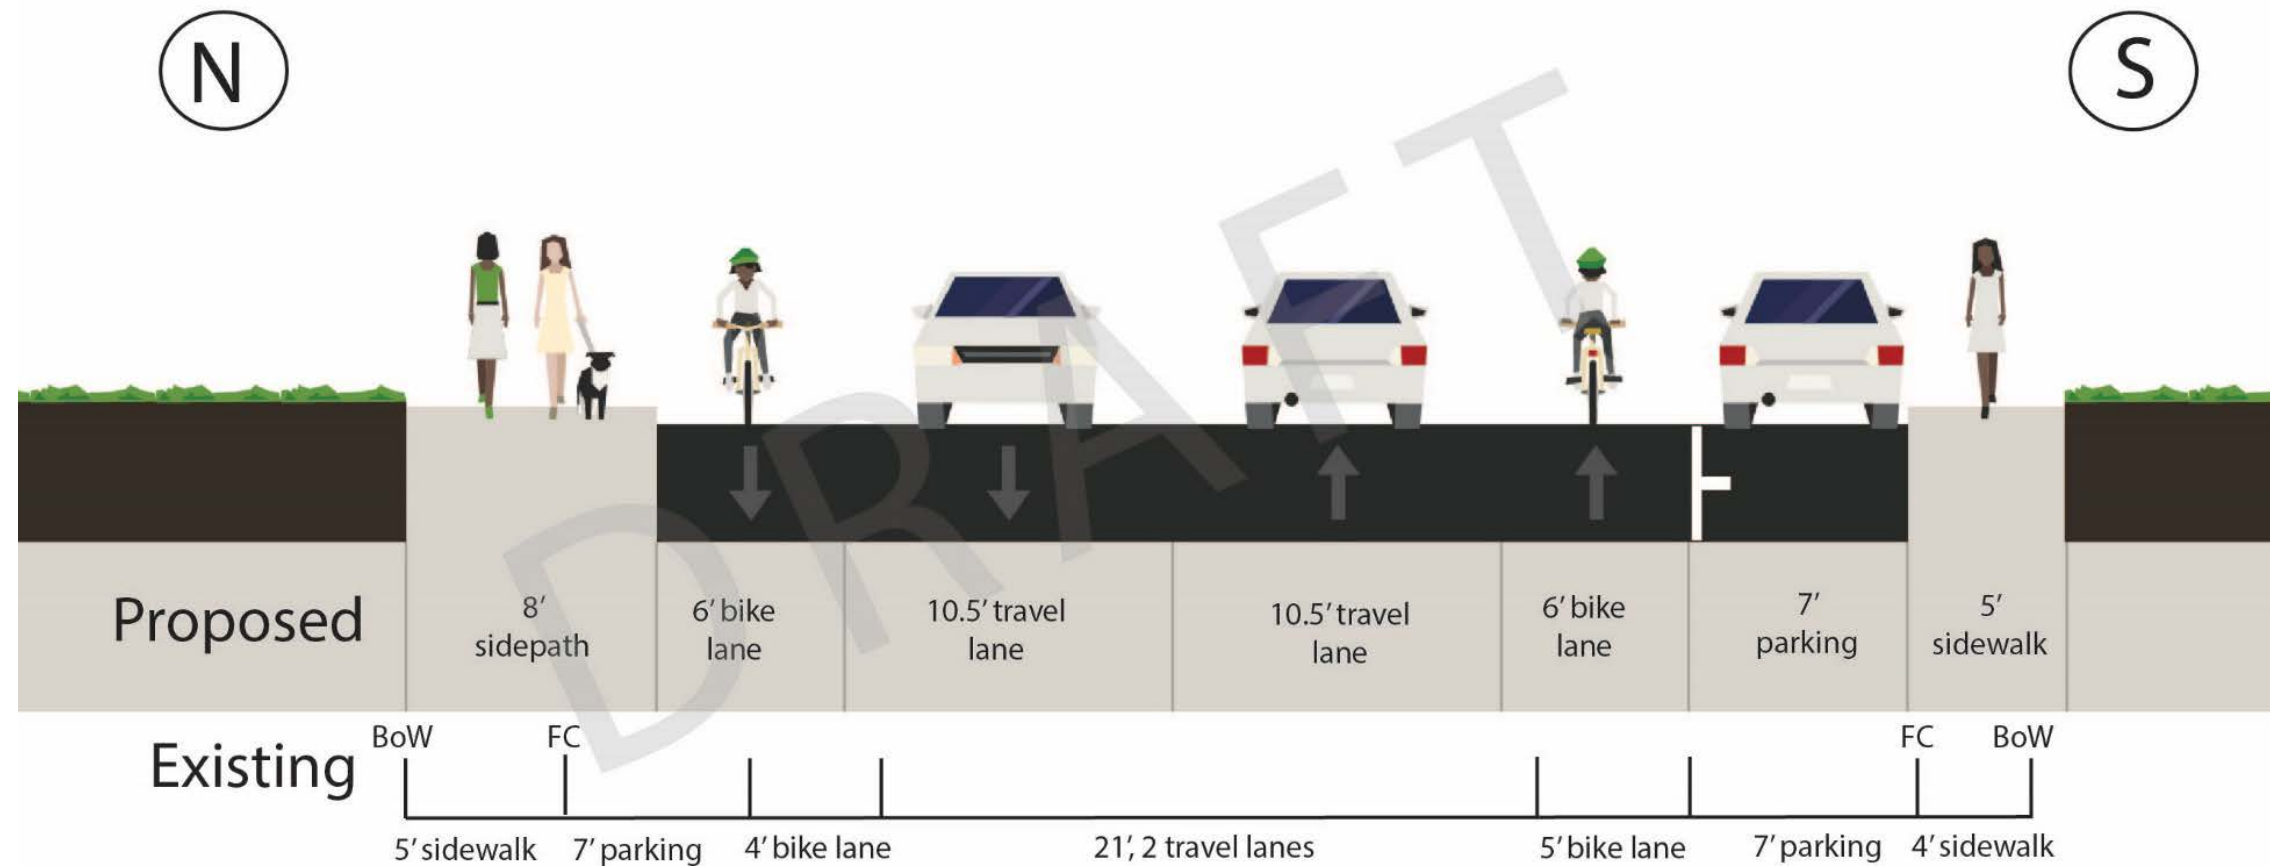 N
S
DRAFT
Proposed
8’
sidepath
6’ bike
lane
10.5’ travel
lane
10.5’ travel
lane
6’ bike
lane
7’
parking
5’
sidewalk
Existing
BoW
FC
FC
BoW
5’ sidewalk
7’ parking
4’ bike lane
21’, 2 travel lanes
5’ bike lane
7’ parking
4’ sidewalk